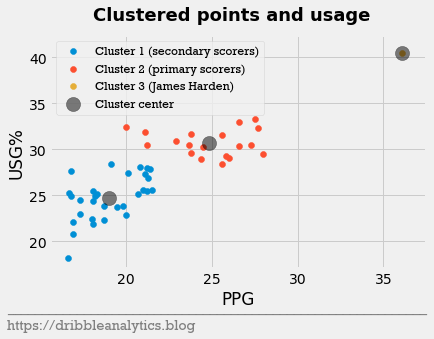 Clustered points and usage
Cluster 1 (secondary scorers)
Cluster 2 (primary scorers)
Cluster 3 (James Harden)
Cluster center
40
35
30
25
20
USG%
20
25
30
35
PPG
https://dribbleanalytics.blog